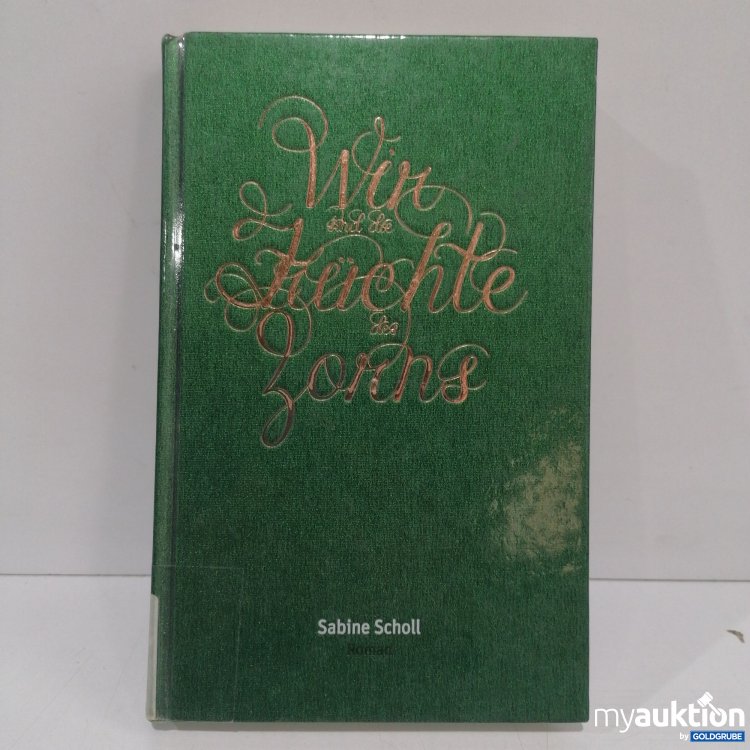 Wir
sind die
Früchte
des
Zorns
Sabine Scholl
Roman
myauktion
by GOLDGRUBE